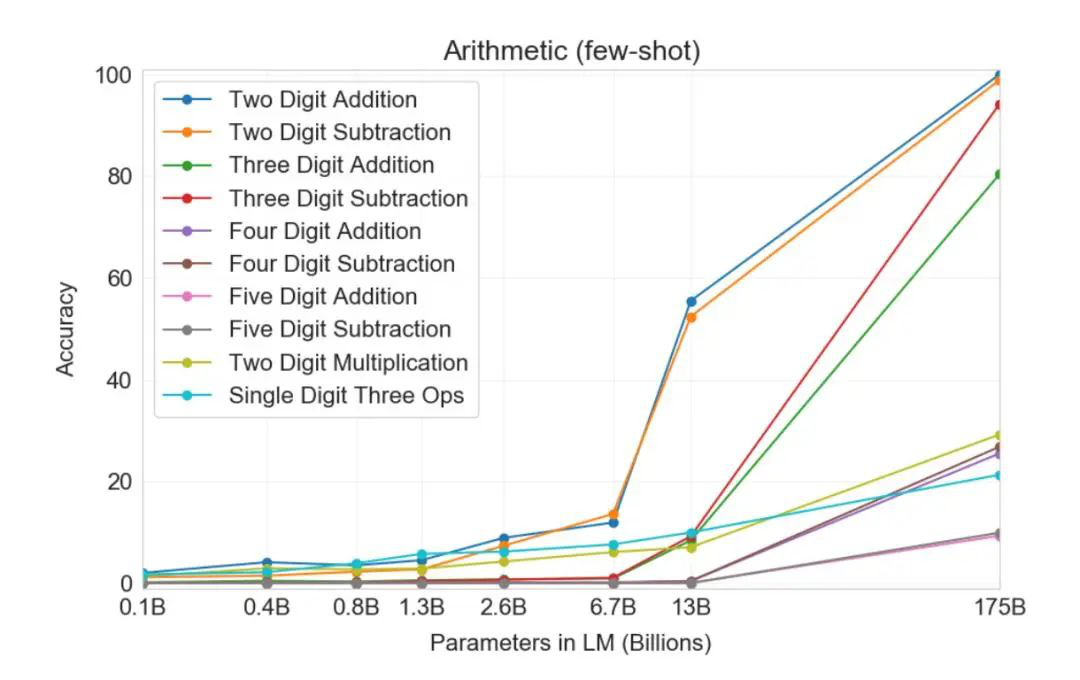 Arithmetic (few-shot)
100
80
60
40
20
0
Accuracy
Two Digit Addition
Two Digit Subtraction
Three Digit Addition
Three Digit Subtraction
Four Digit Addition
Four Digit Subtraction
Five Digit Addition
Five Digit Subtraction
Two Digit Multiplication
Single Digit Three Ops
0.1B 0.4B 0.8B 1.3B 2.6B 6.7B 13B 175B
Parameters in LM (Billions)